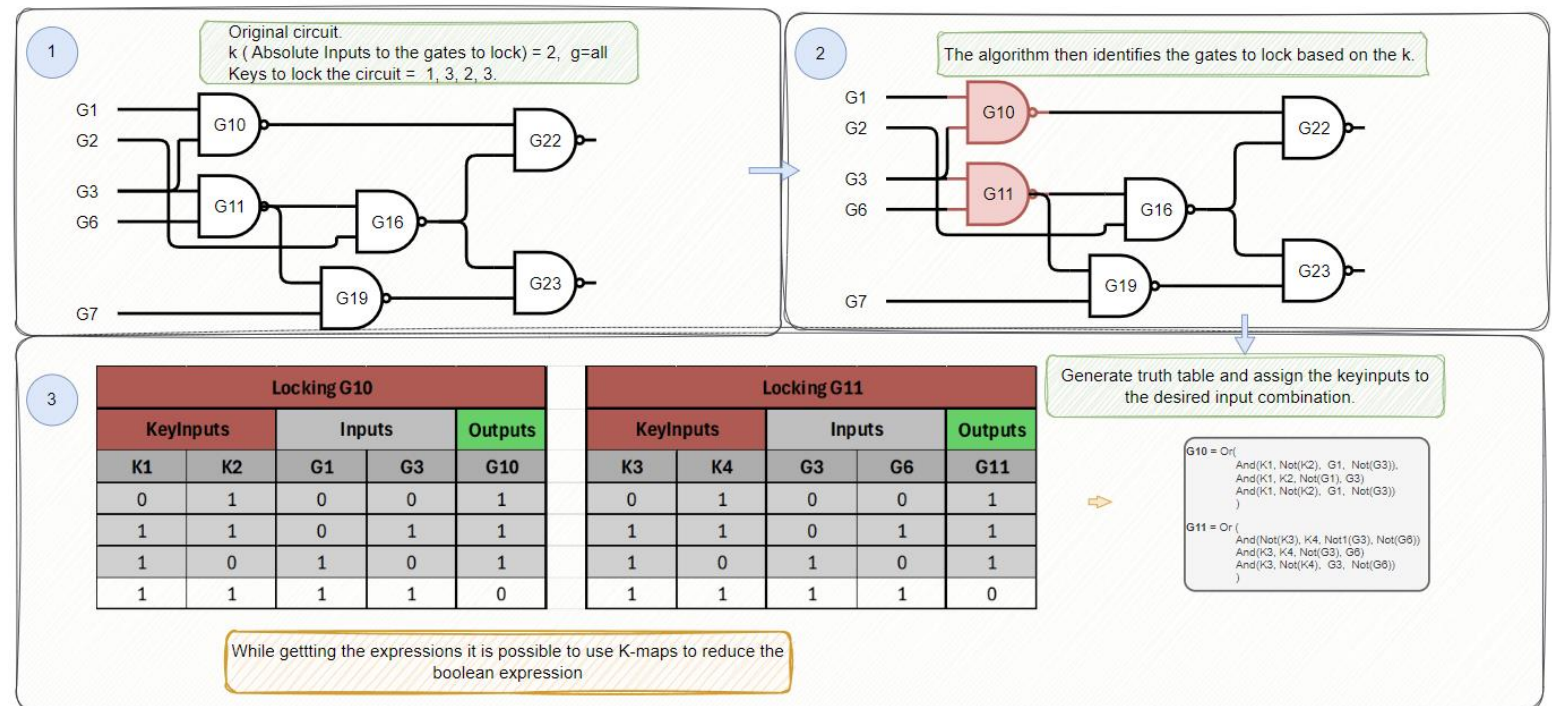 1
Original circuit.
k ( Absolute Inputs to the gates to lock) = 2, g=all
Keys to lock the circuit = 1, 3, 2, 3.
G1
G2
G3
G6
G7
G10
G11
G16
G19
G22
G23
2
The algorithm then identifies the gates to lock based on the k.
G1
G2
G3
G6
G7
G10
G11
G16
G19
G22
G23
3
Locking G10
KeyInputs Inputs Outputs
K1 K2 G1 G3 G10
0 1 0 0 1
1 1 0 1 1
1 0 1 0 1
1 1 1 1 0
Locking G11
KeyInputs Inputs Outputs
K3 K4 G3 G6 G11
0 1 0 0 1
1 1 0 1 1
1 0 1 0 1
1 1 1 1 0
Generate truth table and assign the keyinputs to
the desired input combination.
G10 = Or(
And(K1, Not(K2), G1, Not(G3)),
And(K1, K2, Not(G1), G3)
And(K1, Not(K2), G1, Not(G3))
)
G11 = Or (
And(Not(K3), K4, Not1(G3), Not(G6))
And(K3, K4, Not(G3), G6)
And(K3, Not(K4), G3, Not(G6))
)
While gettting the expressions it is possible to use K-maps to reduce the
boolean expression